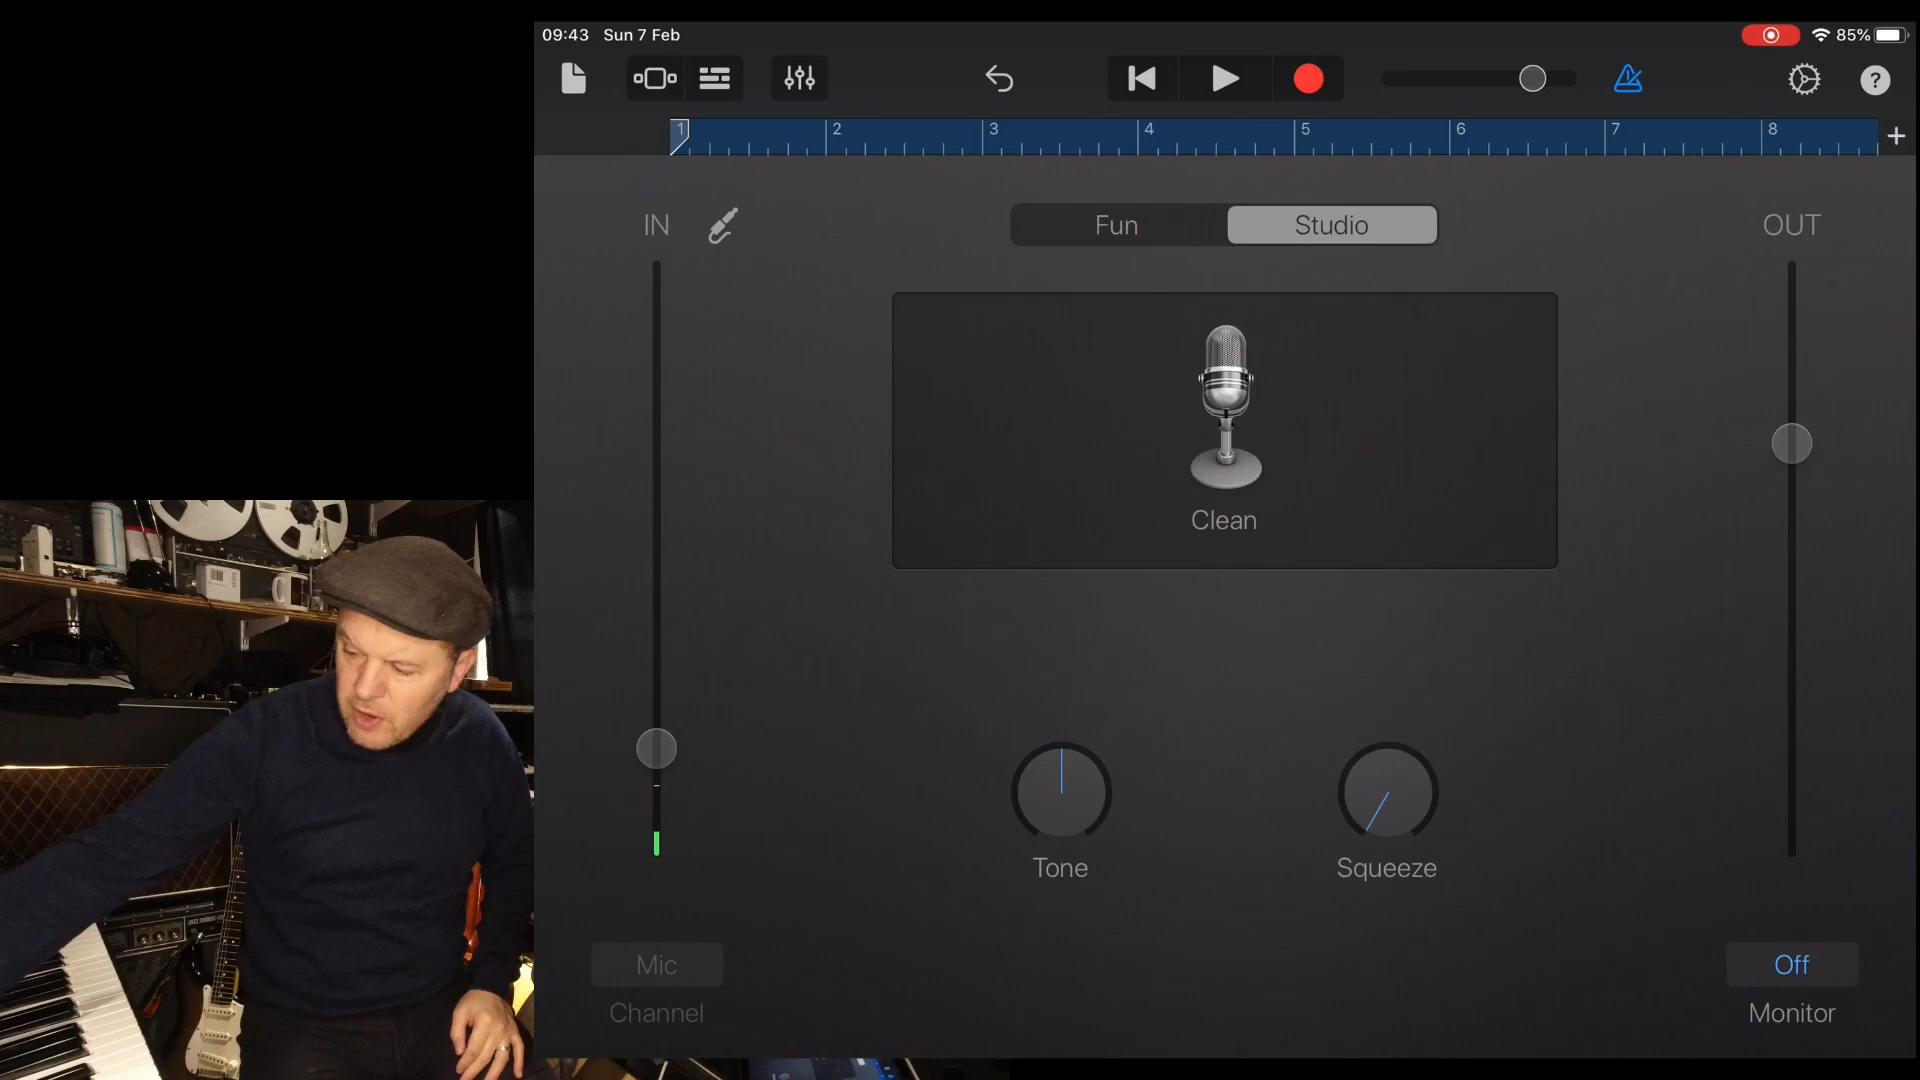 09:43 Sun 7 Feb
85%
?
1 2 3 4 5 6 7 8 +
IN
Fun
Studio
OUT
Clean
Tone
Squeeze
Mic
Off
Channel
Monitor